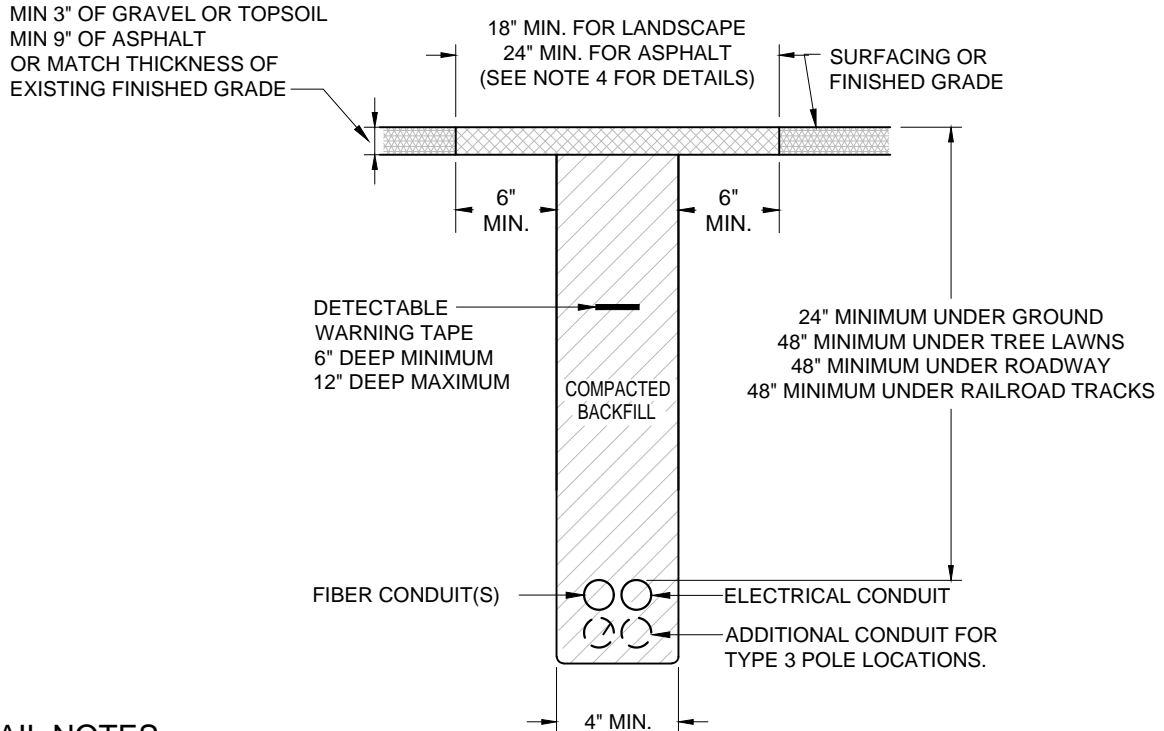 MIN 3" OF GRAVEL OR TOPSOIL
MIN 9" OF ASPHALT
OR MATCH THICKNESS OF
EXISTING FINISHED GRADE
18" MIN. FOR LANDSCAPE
24" MIN. FOR ASPHALT
(SEE NOTE 4 FOR DETAILS)
SURFACING OR
FINISHED GRADE
6"
MIN.
6"
MIN.
DETECTABLE
WARNING TAPE
6" DEEP MINIMUM
12" DEEP MAXIMUM
COMPACTED
BACKFILL
24" MINIMUM UNDER GROUND
48" MINIMUM UNDER TREE LAWNS
48" MINIMUM UNDER ROADWAY
48" MINIMUM UNDER RAILROAD TRACKS
FIBER CONDUIT(S)
ELECTRICAL CONDUIT
ADDITIONAL CONDUIT FOR
TYPE 3 POLE LOCATIONS.
4" MIN.